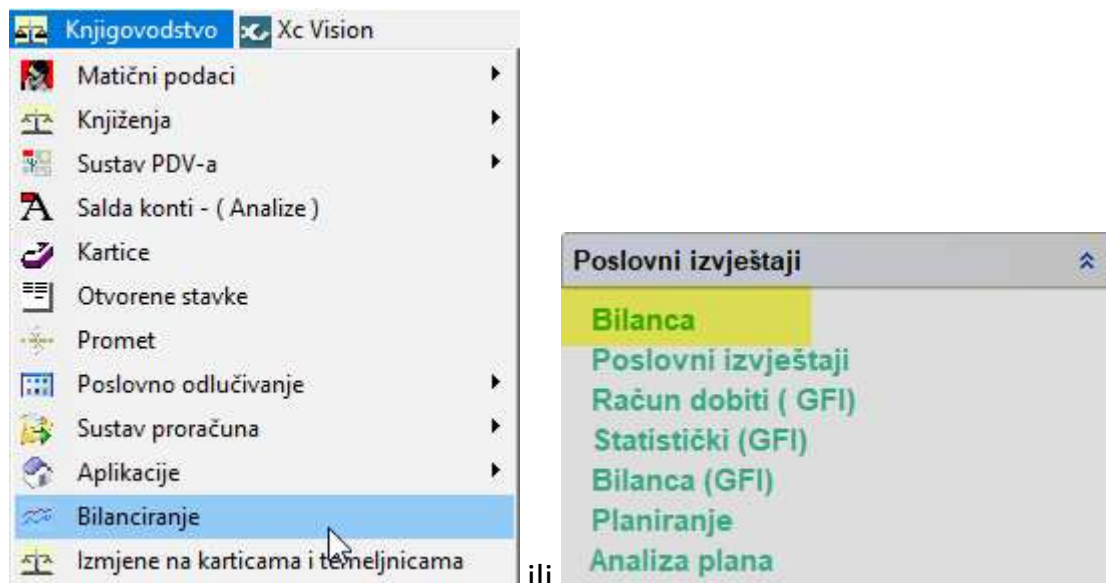 Knjigovodstvo Xc Vision
Matični podaci
Knjiženja
Sustav PDV-a
Salda konti - ( Analize )
Kartice
Otvorene stavke
Promet
Poslovno odlučivanje
Sustav proračuna
Aplikacije
Bilanciranje
Izmjene na karticama i temeljnicama
ili
Poslovni izvještaji
Bilanca
Poslovni izvještaji
Račun dobiti ( GFI)
Statistički (GFI)
Bilanca (GFI)
Planiranje
Analiza plana